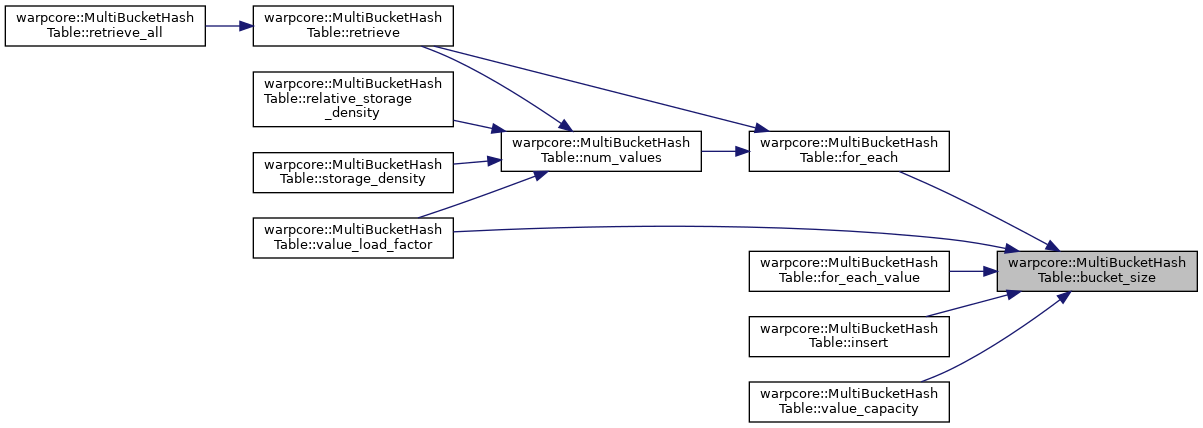 warpcore::MultiBucketHash
Table::retrieve_all
warpcore::MultiBucketHash
Table::retrieve
warpcore::MultiBucketHash
Table::relative_storage
_density
warpcore::MultiBucketHash
Table::storage_density
warpcore::MultiBucketHash
Table::value_load_factor
warpcore::MultiBucketHash
Table::num_values
warpcore::MultiBucketHash
Table::for_each
warpcore::MultiBucketHash
Table::for_each_value
warpcore::MultiBucketHash
Table::insert
warpcore::MultiBucketHash
Table::value_capacity
warpcore::MultiBucketHash
Table::bucket_size